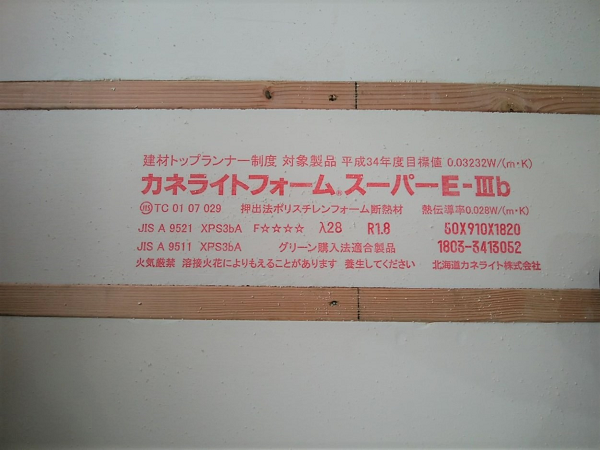 建材トップランナー制度 対象製品 平成34年度目標値 0.03232W/(m・K)
カネライトフォーム®スーパーE-Ⅲb
JIS TC 01 07 029 押出法ポリスチレンフォーム断熱材 熱伝導率0.028W/(m・K)
JIS A 9521 XPS3bA F☆☆☆☆ λ28 R1.8 50X910X1820
JIS A 9511 XPS3bA グリーン購入法適合製品 1803-3413052
火気厳禁 溶接火花によりもえることがあります 養生してください 北海道カネライト株式会社